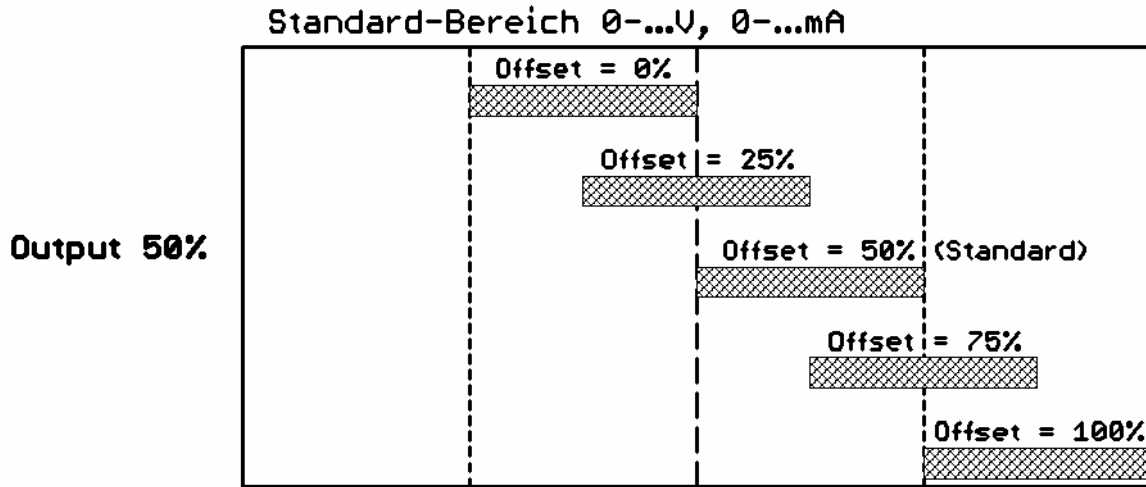 Standard-Bereich 0-...V, 0-...mA
Offset = 0%
Offset = 25%
Output 50%
Offset = 50% (Standard)
Offset = 75%
Offset = 100%